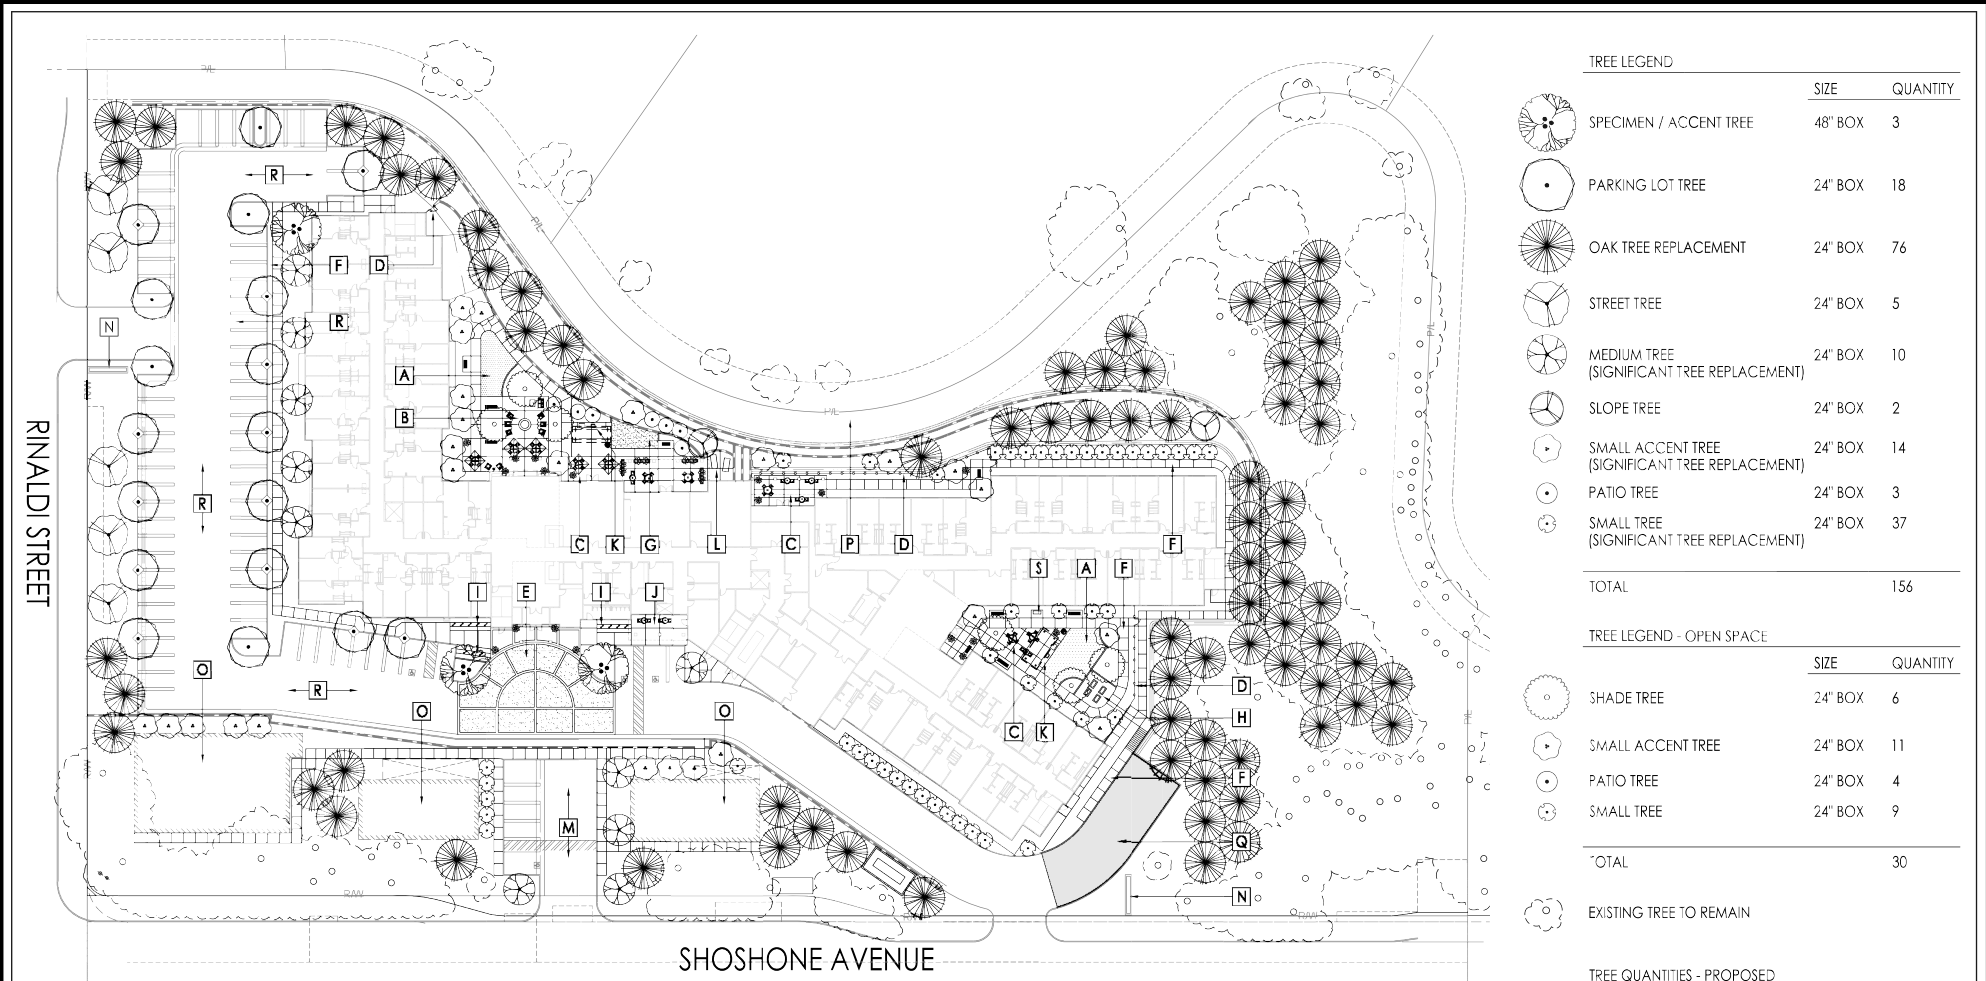 P/L
R
P/L
F D
R
N
A
B
P/L
P/L
R
C K G L C P D F
S A F
I E I J
O
R
O
O
D
H
C K
P/L
F
M
Q
N
R/W
R/W
RINALDI STREET
SHOSHONE AVENUE
TREE LEGEND
SIZE QUANTITY
SPECIMEN / ACCENT TREE 48" BOX 3
PARKING LOT TREE 24" BOX 18
OAK TREE REPLACEMENT 24" BOX 76
STREET TREE 24" BOX 5
MEDIUM TREE 24" BOX 10
(SIGNIFICANT TREE REPLACEMENT)
SLOPE TREE 24" BOX 2
SMALL ACCENT TREE 24" BOX 14
(SIGNIFICANT TREE REPLACEMENT)
PATIO TREE 24" BOX 3
SMALL TREE 24" BOX 37
(SIGNIFICANT TREE REPLACEMENT)
TOTAL 156
TREE LEGEND - OPEN SPACE
SIZE QUANTITY
SHADE TREE 24" BOX 6
SMALL ACCENT TREE 24" BOX 11
PATIO TREE 24" BOX 4
SMALL TREE 24" BOX 9
TOTAL 30
EXISTING TREE TO REMAIN
TREE QUANTITIES - PROPOSED